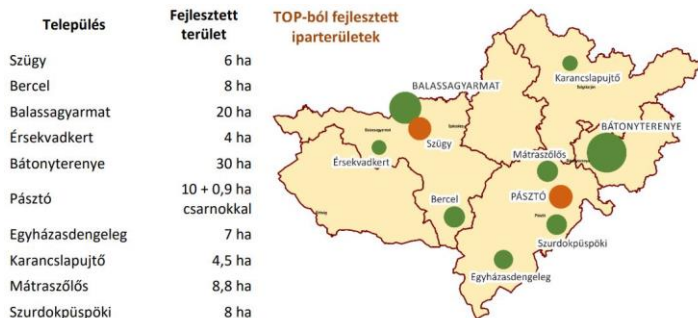 Település Fejlesztett terület
Szügy 6 ha
Bercel 8 ha
Balassagyarmat 20 ha
Érsekvadkert 4 ha
Bátonyterenye 30 ha
Pásztó 10 + 0,9 ha csarnokkal
Egyházasdengeleg 7 ha
Karancslapujtő 4,5 ha
Mátraszőlős 8,8 ha
Szurdokpüspöki 8 ha
TOP-ból fejlesztett
iparterületek
Karancslapujtő
BALASSAGYARMAT
BÁTONYTERENYE
Szügy
Érsekvadkert
Mátraszőlős
PÁSZTÓ
Bercel
Szurdokpüspöki
Egyházasdengeleg